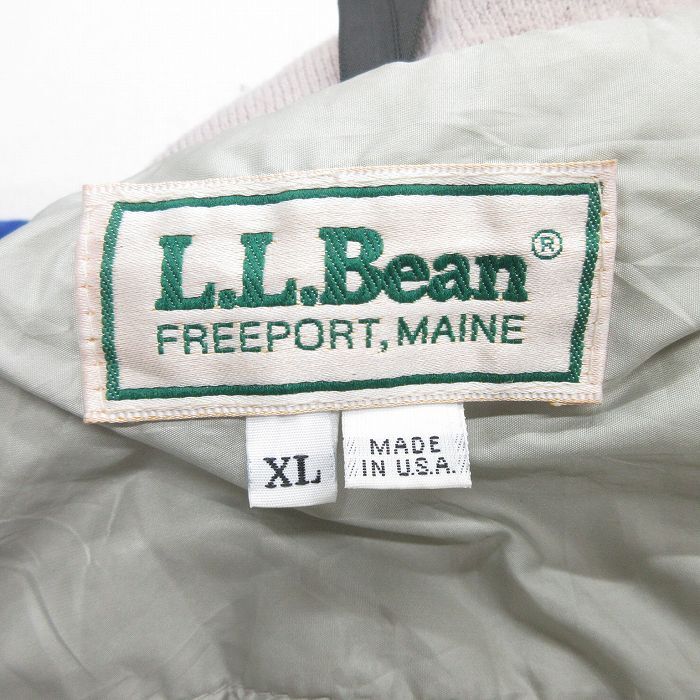 L.L.Bean®
FREEPORT, MAINE
XL
MADE
IN U.S.A.